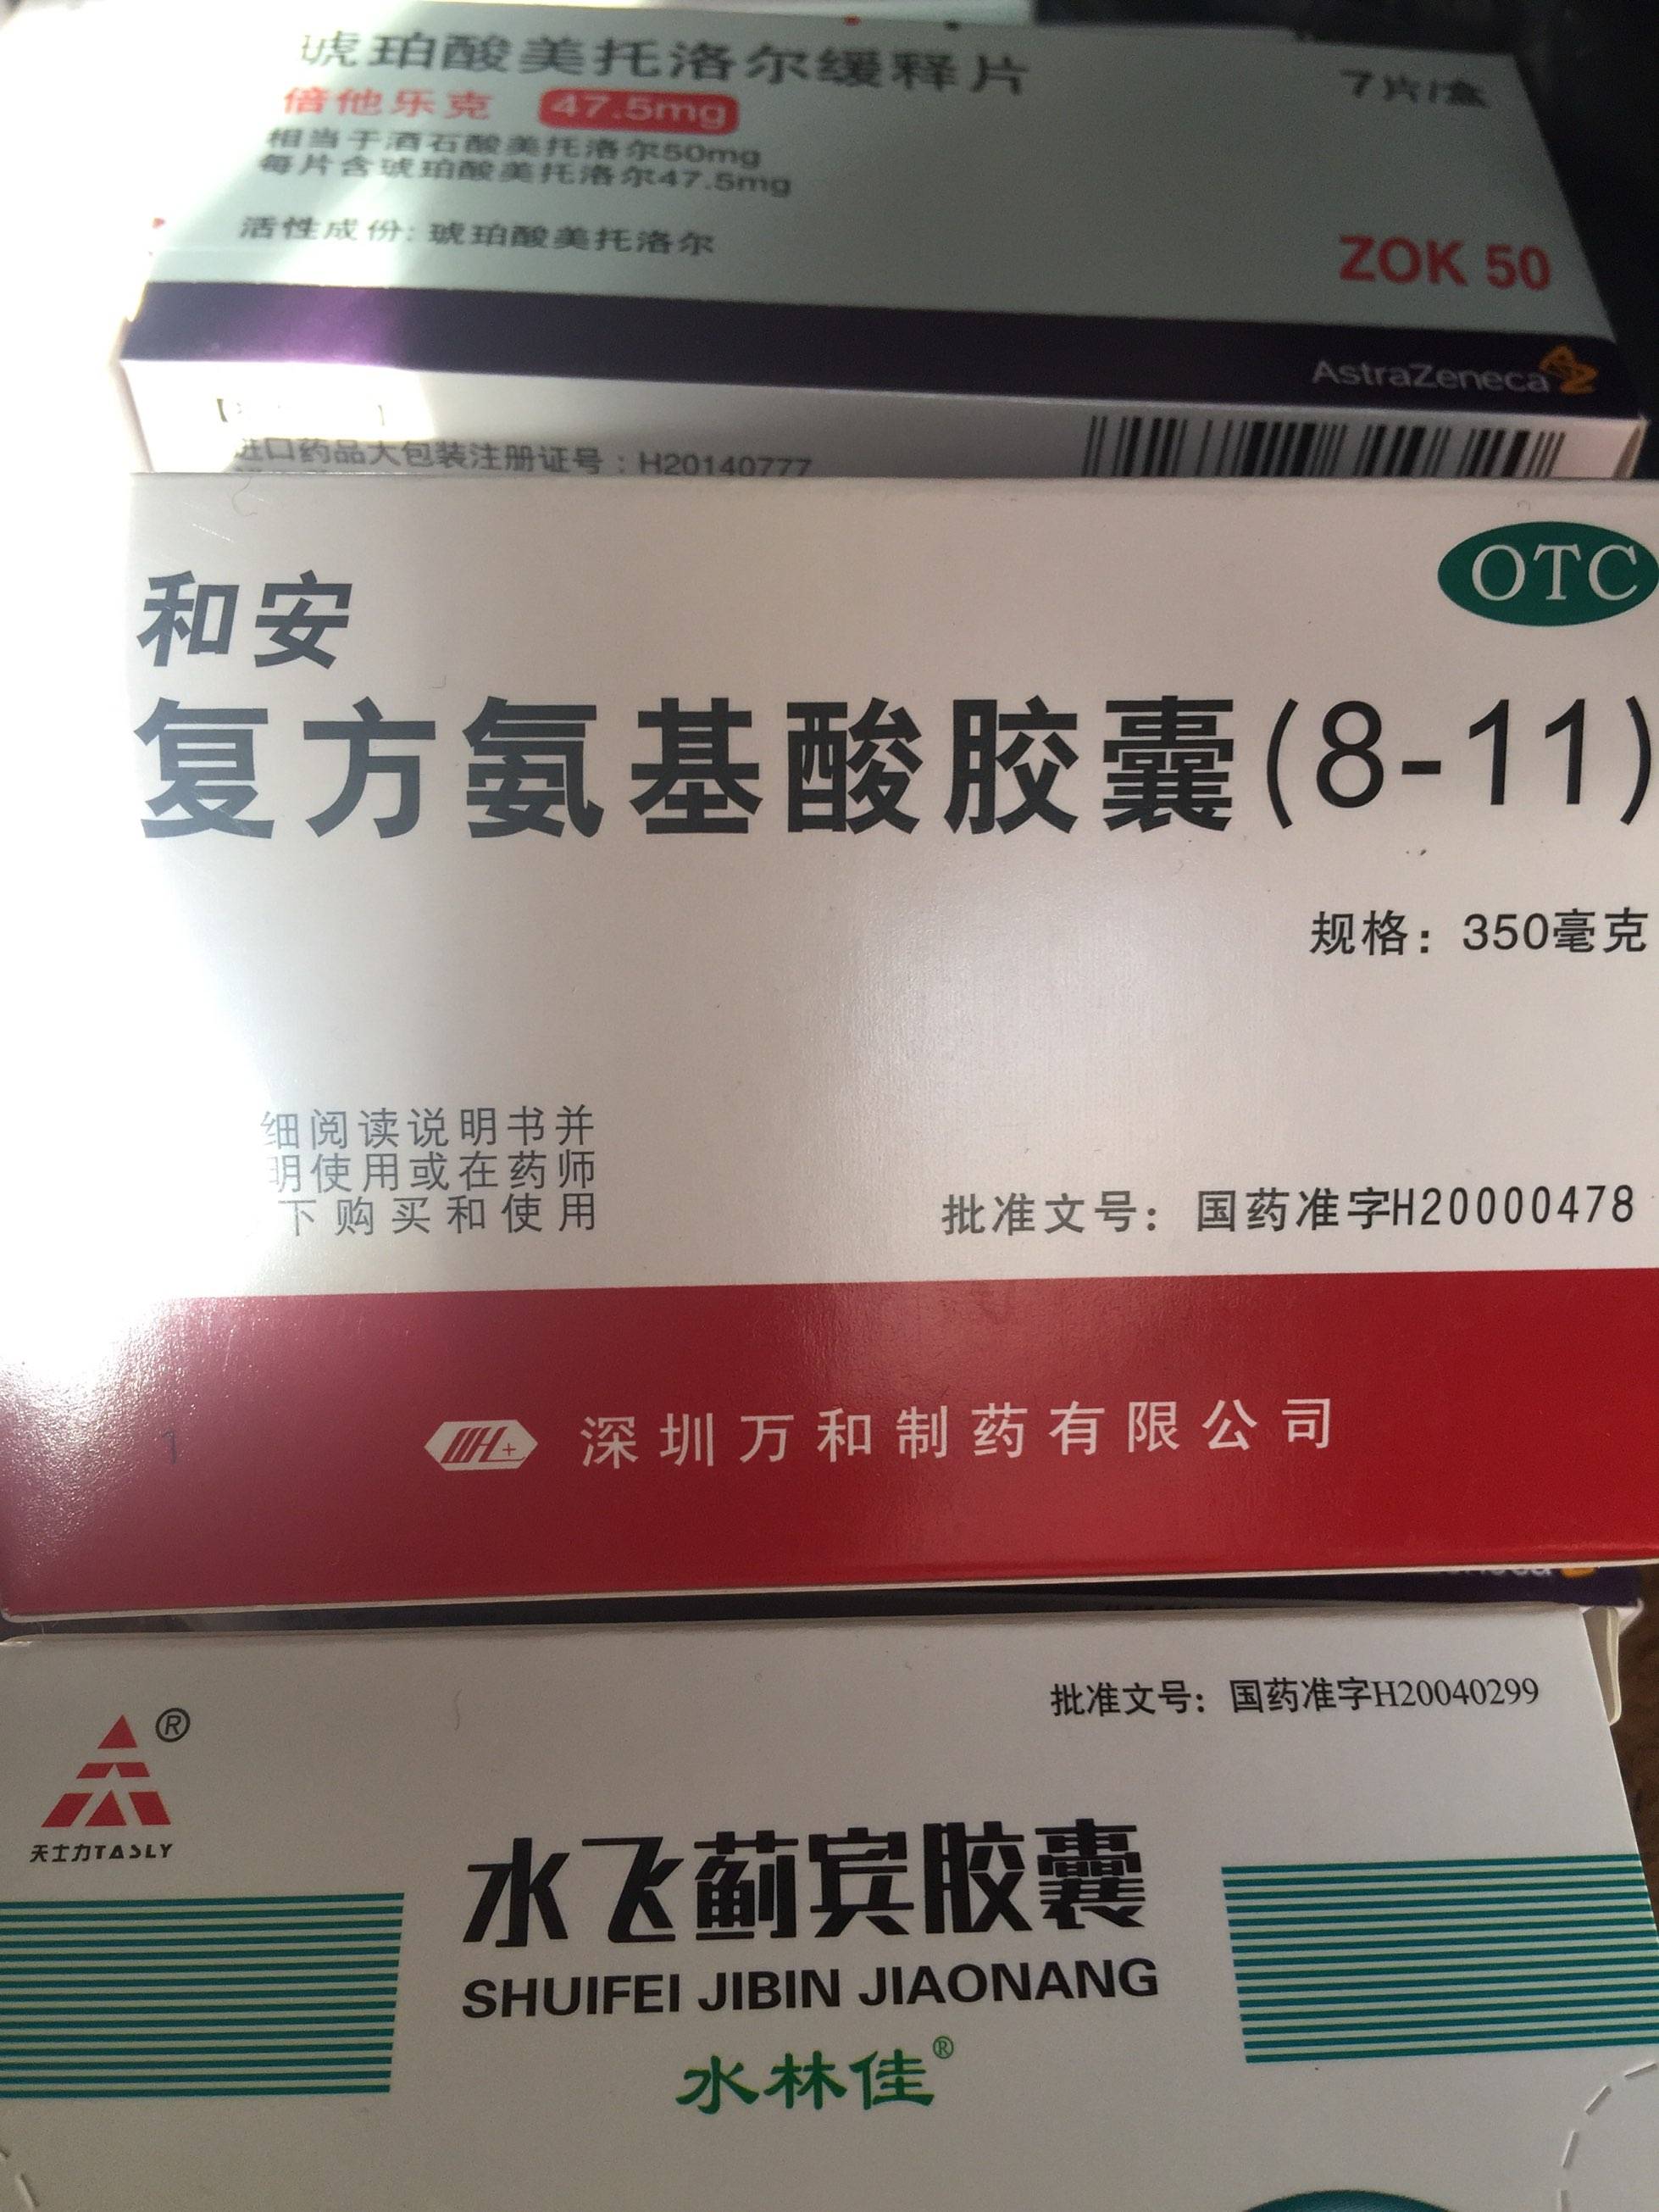 琥珀酸美托洛尔缓释片
7片/盒
倍他乐克 47.5mg
相当于酒石酸美托洛尔50mg
每片含琥珀酸美托洛尔47.5mg
活性成份: 琥珀酸美托洛尔
ZOK 50
AstraZeneca
进口药品大包装注册证号：H20140777
OTC
和安
复方氨基酸胶囊(8-11)
规格：350毫克
细阅读说明书并
明使用或在药师
下购买和使用
批准文号：国药准字H20000478
深圳万和制药有限公司
1
批准文号：国药准字H20040299
®
天士力TASLY
水飞蓟宾胶囊
SHUIFEI JIBIN JIAONANG
水林佳®